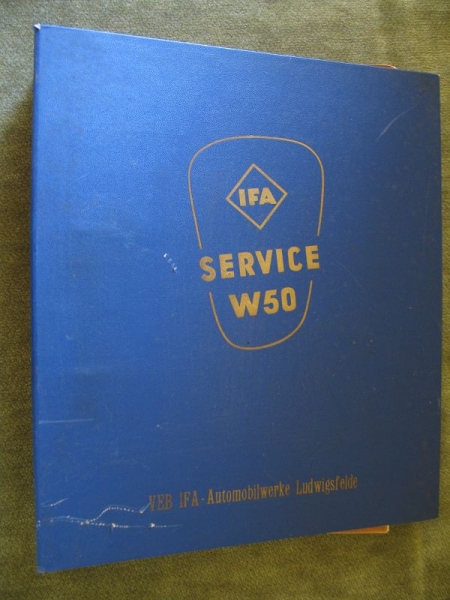 IFA
SERVICE
W50
VEB IFA-Automobilwerke Ludwigsfelde